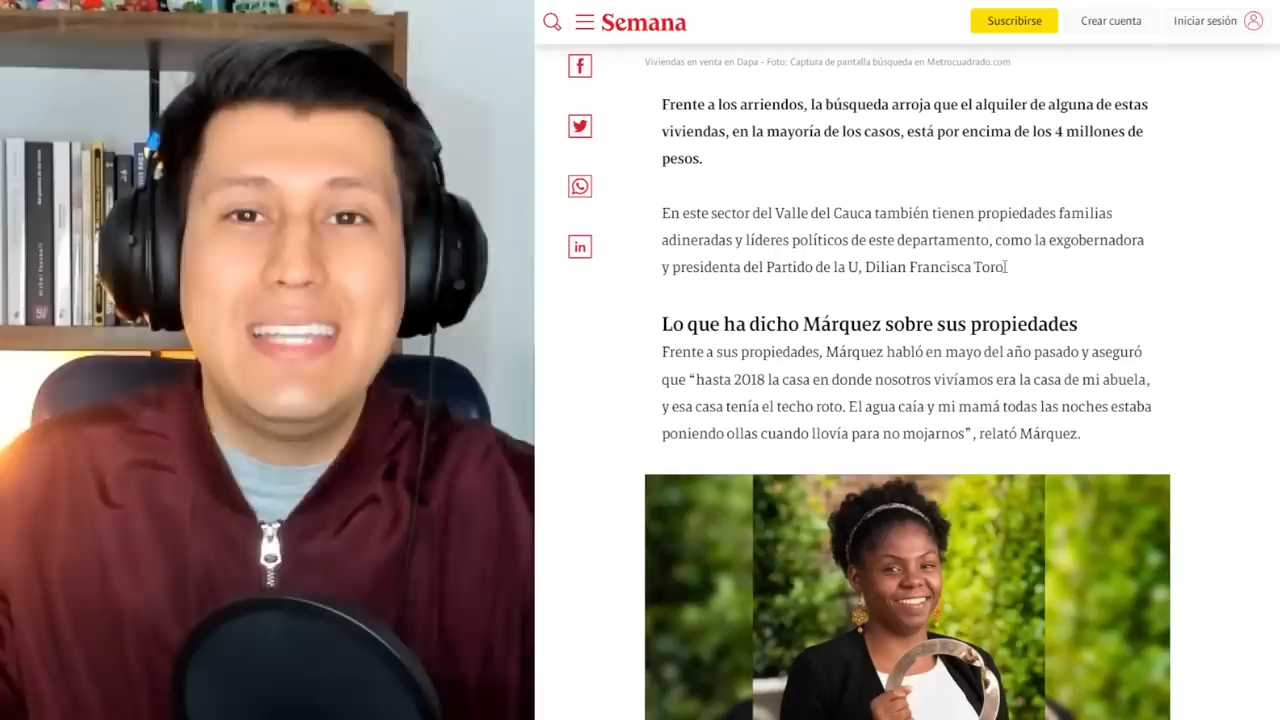 Semana
Suscribirse
Crear cuenta
Iniciar sesión
Viviendas en venta en Dapa - Foto: Captura de pantalla búsqueda en Metrocuadrado.com
Frente a los arriendos, la búsqueda arroja que el alquiler de alguna de estas
viviendas, en la mayoría de los casos, está por encima de los 4 millones de
pesos.
En este sector del Valle del Cauca también tienen propiedades familias
adineradas y líderes políticos de este departamento, como la exgobernadora
y presidenta del Partido de la U, Dilian Francisca Toro
Lo que ha dicho Márquez sobre sus propiedades
Frente a sus propiedades, Márquez habló en mayo del año pasado y aseguró
que “hasta 2018 la casa en donde nosotros vivíamos era la casa de mi abuela,
y esa casa tenía el techo roto. El agua caía y mi mamá todas las noches estaba
poniendo ollas cuando llovía para no mojarnos”, relató Márquez.